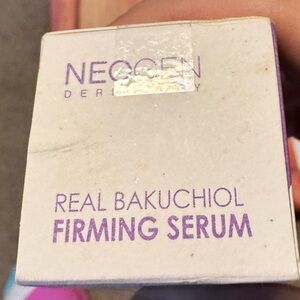 NEOGEN
REAL BAKUCHIOL
FIRMING SERUM